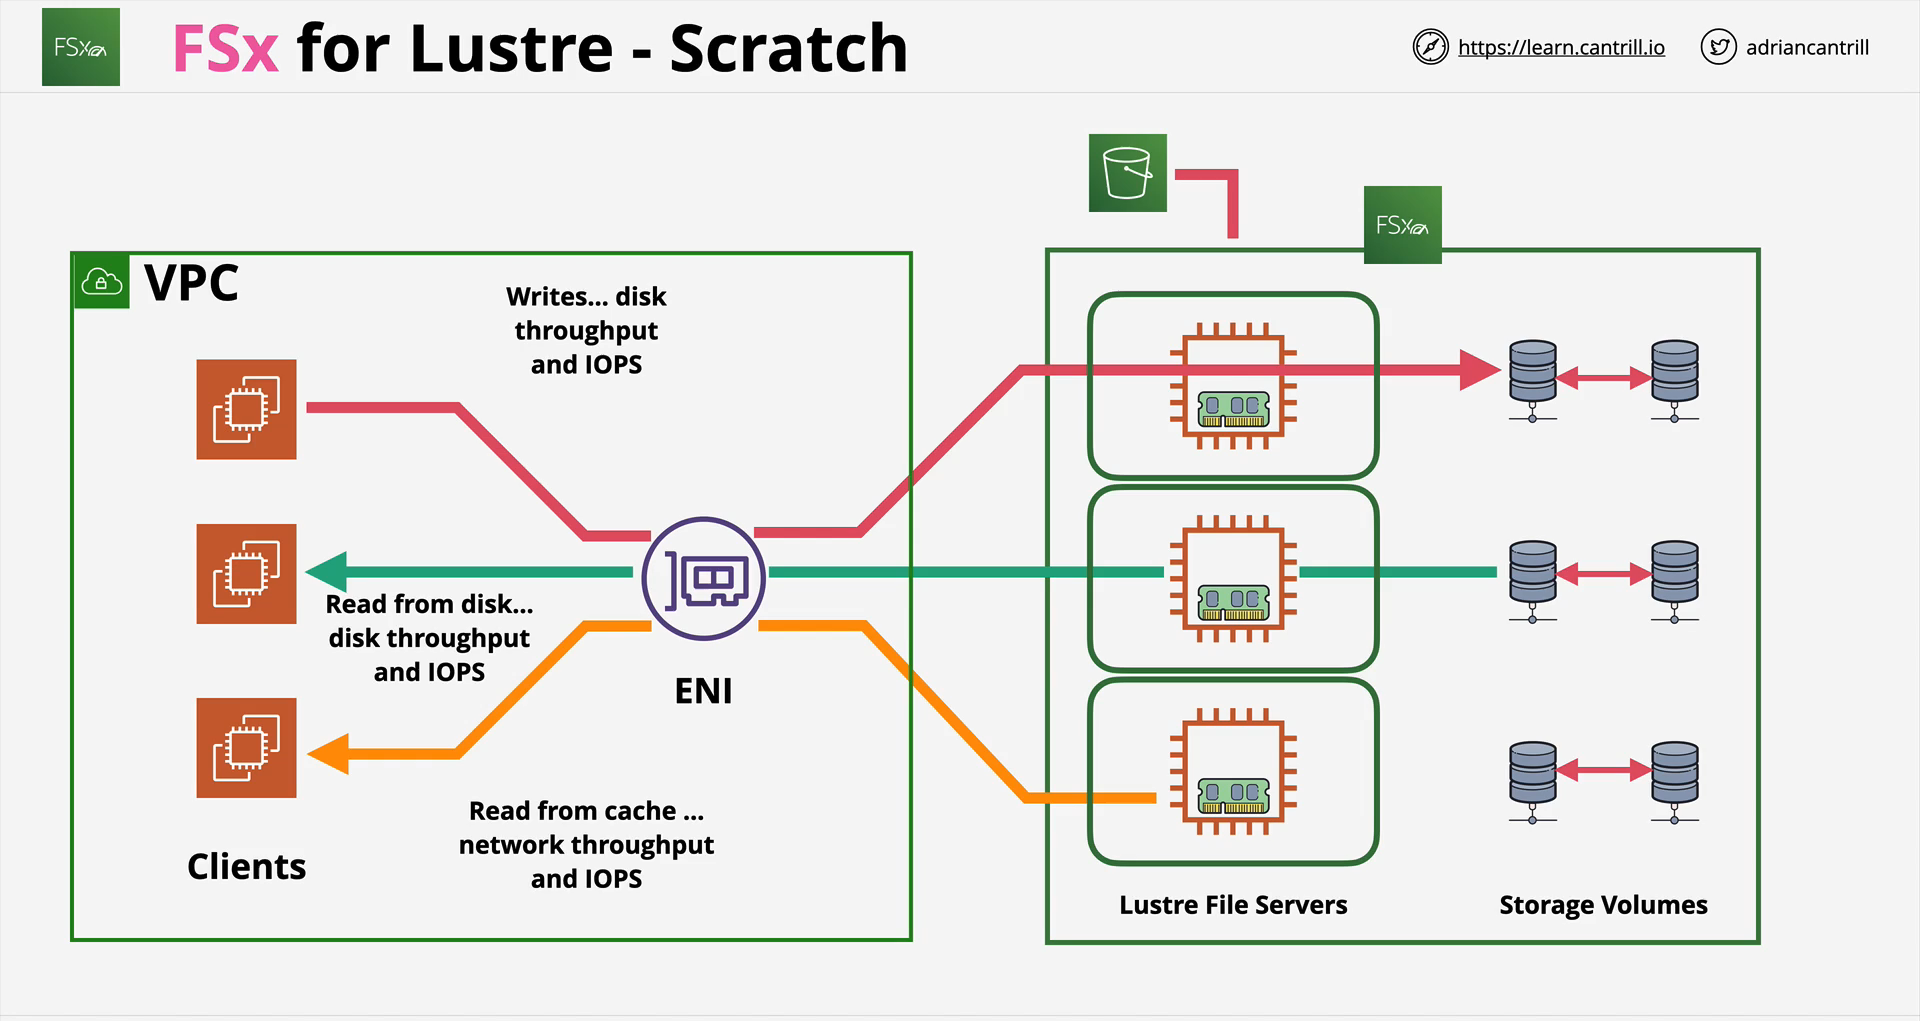 FSx
FSx for Lustre - Scratch
https://learn.cantrill.io
adriancantrill
FSx
VPC
Writes... disk
throughput
and IOPS
Read from disk...
disk throughput
and IOPS
ENI
Read from cache ...
network throughput
and IOPS
Clients
Lustre File Servers
Storage Volumes